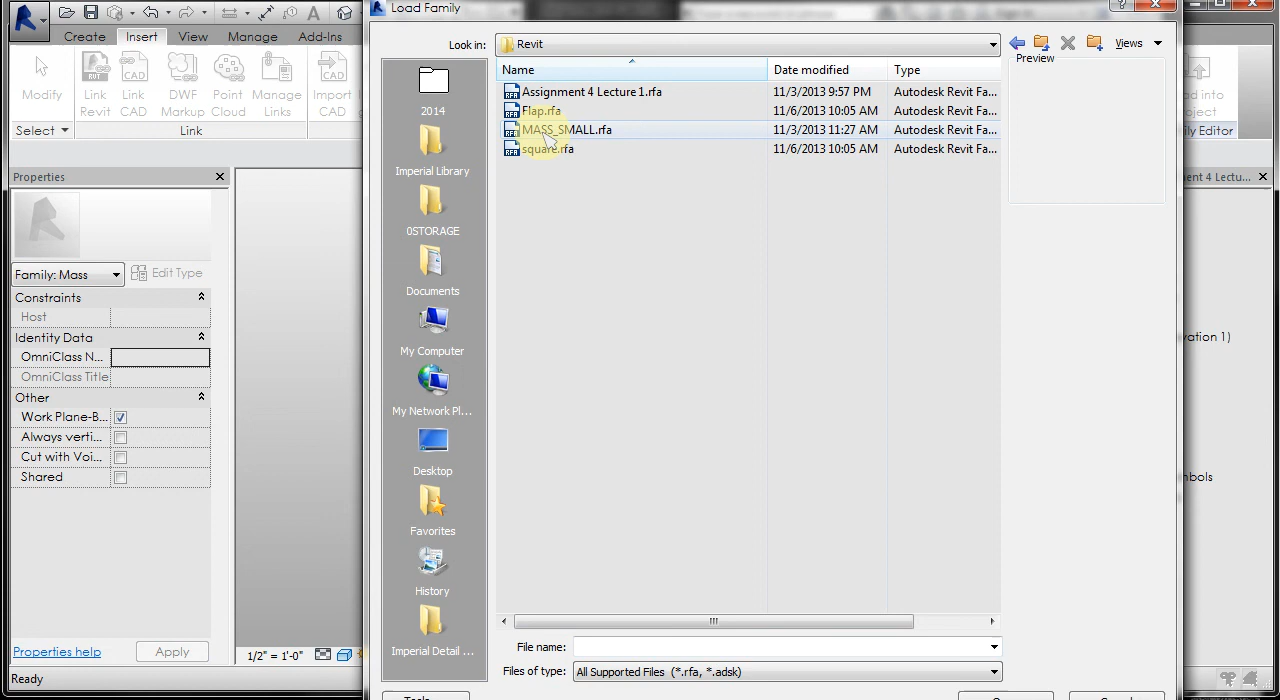 Load Family
Create Insert View Manage Add-Ins
Modify
Link Revit
Link CAD
DWF Markup
Point Cloud
Manage Links
Import CAD
Select
Link
Look in: Revit
Views
Name Date modified Type
Preview
Assignment 4 Lecture 1.rfa 11/3/2013 9:57 PM Autodesk Revit Fa...
Flap.rfa 11/6/2013 10:05 AM Autodesk Revit Fa...
MASS_SMALL.rfa 11/3/2013 11:27 AM Autodesk Revit Fa...
square.rfa 11/6/2013 10:05 AM Autodesk Revit Fa...
2014
Imperial Library
0STORAGE
Documents
My Computer
My Network Pl...
Desktop
Favorites
History
Imperial Detail ...
Properties
Family: Mass
Edit Type
Constraints
Host
Identity Data
OmniClass N...
OmniClass Title
Other
Work Plane-B...
Always verti...
Cut with Voi...
Shared
Properties help
Apply
1/2" = 1'-0"
Ready
File name:
Files of type: All Supported Files (*.rfa, *.adsk)
ad into
oject
ly Editor
ent 4 Lectu...
vation 1)
mbols